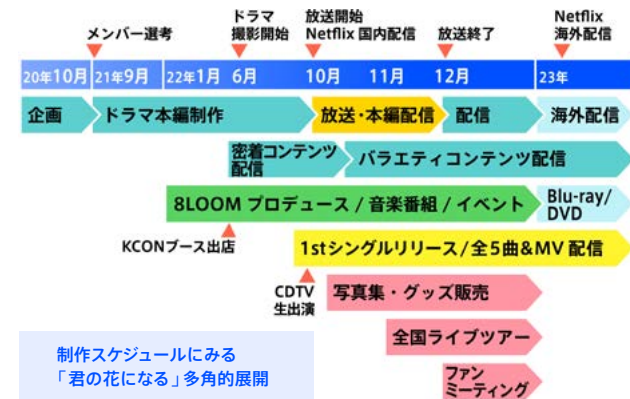 ドラマ
撮影開始
放送開始
Netflix 国内配信
放送終了
Netflix
海外配信
メンバー選考
20年10月
21年9月
22年1月
6月
10月
11月
12月
23年
企画
ドラマ本編制作
放送・本編配信
配信
海外配信
密着コンテンツ
配信
バラエティコンテンツ配信
8LOOM プロデュース / 音楽番組 / イベント
Blu-ray/
DVD
KCONブース出店
1stシングルリリース/全5曲&MV 配信
CDTV
生出演
写真集・グッズ販売
全国ライブツアー
ファン
ミーティング
制作スケジュールにみる
「君の花になる」多角的展開